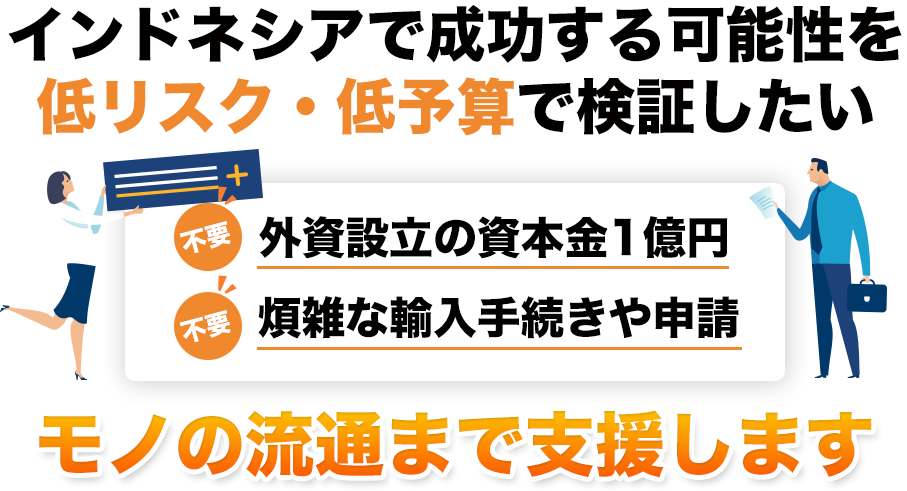 インドネシアで成功する可能性を
低リスク・低予算で検証したい
不要 外資設立の資本金1億円
不要 煩雑な輸入手続きや申請
モノの流通まで支援します